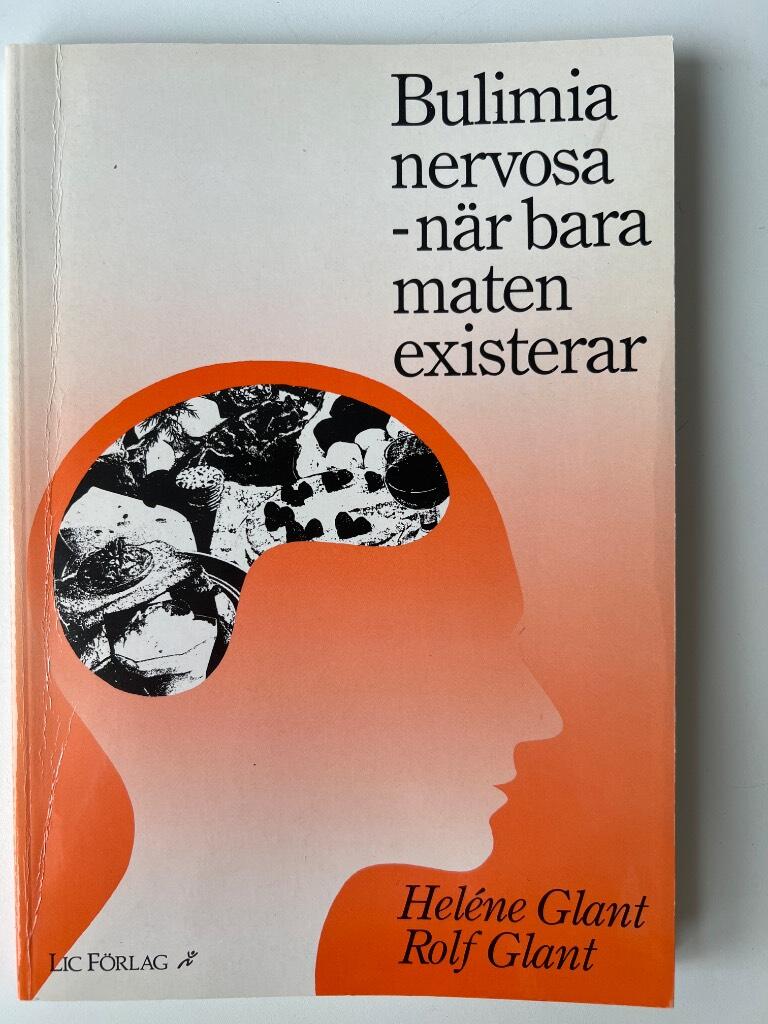 Bulimia
nervosa
-när bara
maten
existerar
Heléne Glant
Rolf Glant
LIC FÖRLAG